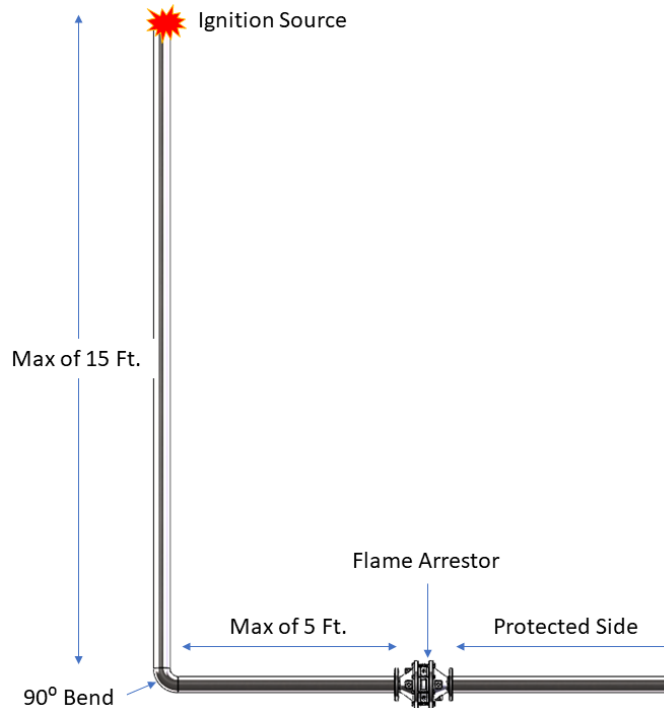 Ignition Source
Max of 15 Ft.
Flame Arrestor
Max of 5 Ft.
Protected Side
90° Bend